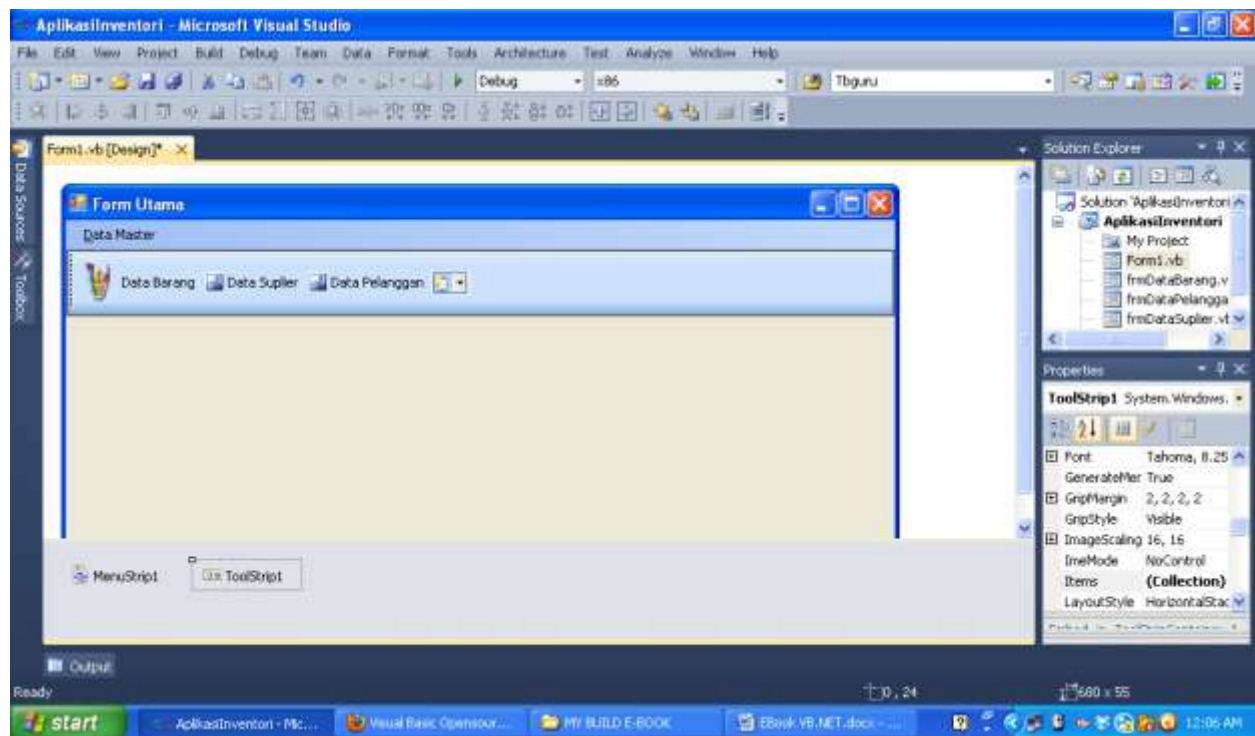 AplikasiInventori - Microsoft Visual Studio
File Edit View Project Build Debug Team Data Format Tools Architecture Test Analyze Window Help
Debug x86 Tbguru
Form1.vb [Design]* Solution Explorer
Data Sources
Toolbox
Form Utama
Data Master
Data Barang Data Suplier Data Pelanggan
Solution 'AplikasiInventori
AplikasiInventori
My Project
Form1.vb
frmDataBarang.v
frmDataPelangga
frmDataSuplier.vb
Properties
ToolStrip1 System.Windows.
Font Tahoma, 8.25
GenerateMer True
GripMargin 2, 2, 2, 2
GripStyle Visible
ImageScaling 16, 16
ImeMode NoControl
Items (Collection)
LayoutStyle HorizontalStac
MenuStrip1 ToolStrip1
Output
Ready 0, 24 680 x 55
start AplikasiInventori - Mic... Visual Basic Opensour... MY BUILD E-BOOK EBook VB.NET.docx - ... 12:06 AM